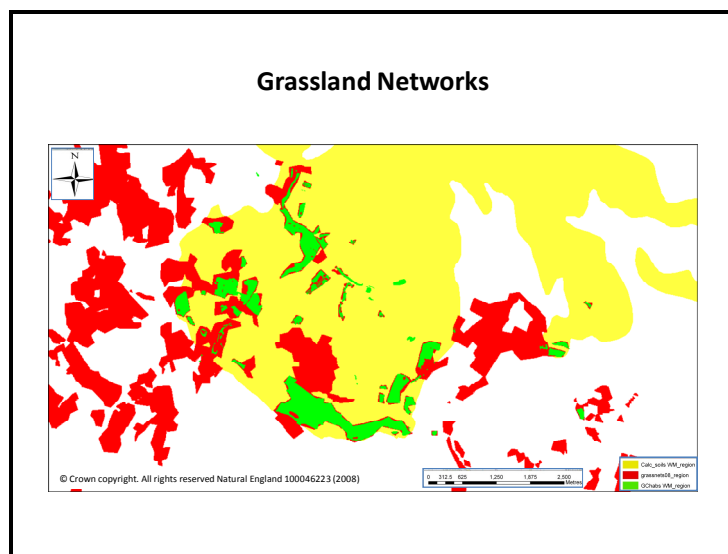 Grassland Networks
N
© Crown copyright. All rights reserved Natural England 100046223 (2008)
0 312.5 625 1,250 1,875 2,500
Metres
Calc_soils WM_region
grassnets08_region
GChabs WM_region